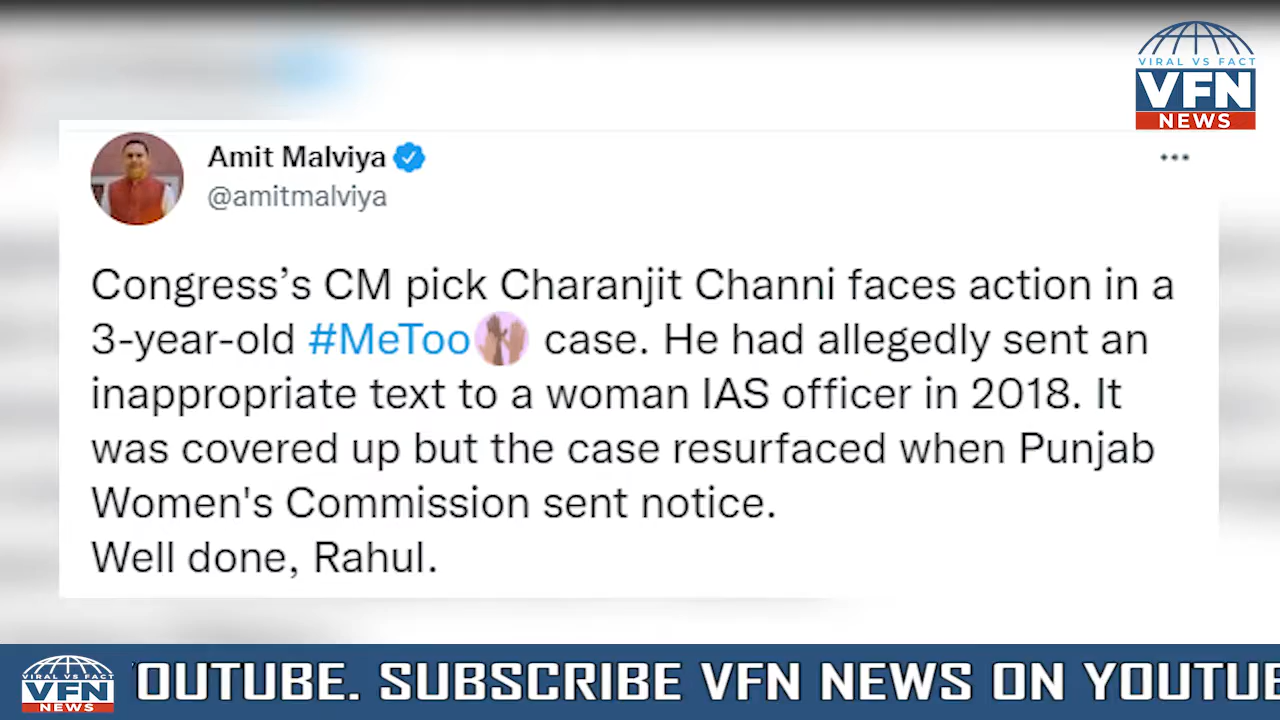 VIRAL VS FACT
VFN
NEWS
Amit Malviya
@amitmalviya
Congress’s CM pick Charanjit Channi faces action in a
3-year-old #MeToo case. He had allegedly sent an
inappropriate text to a woman IAS officer in 2018. It
was covered up but the case resurfaced when Punjab
Women's Commission sent notice.
Well done, Rahul.
VIRAL VS FACT
VFN
NEWS
OUTUBE. SUBSCRIBE VFN NEWS ON YOUTUBE